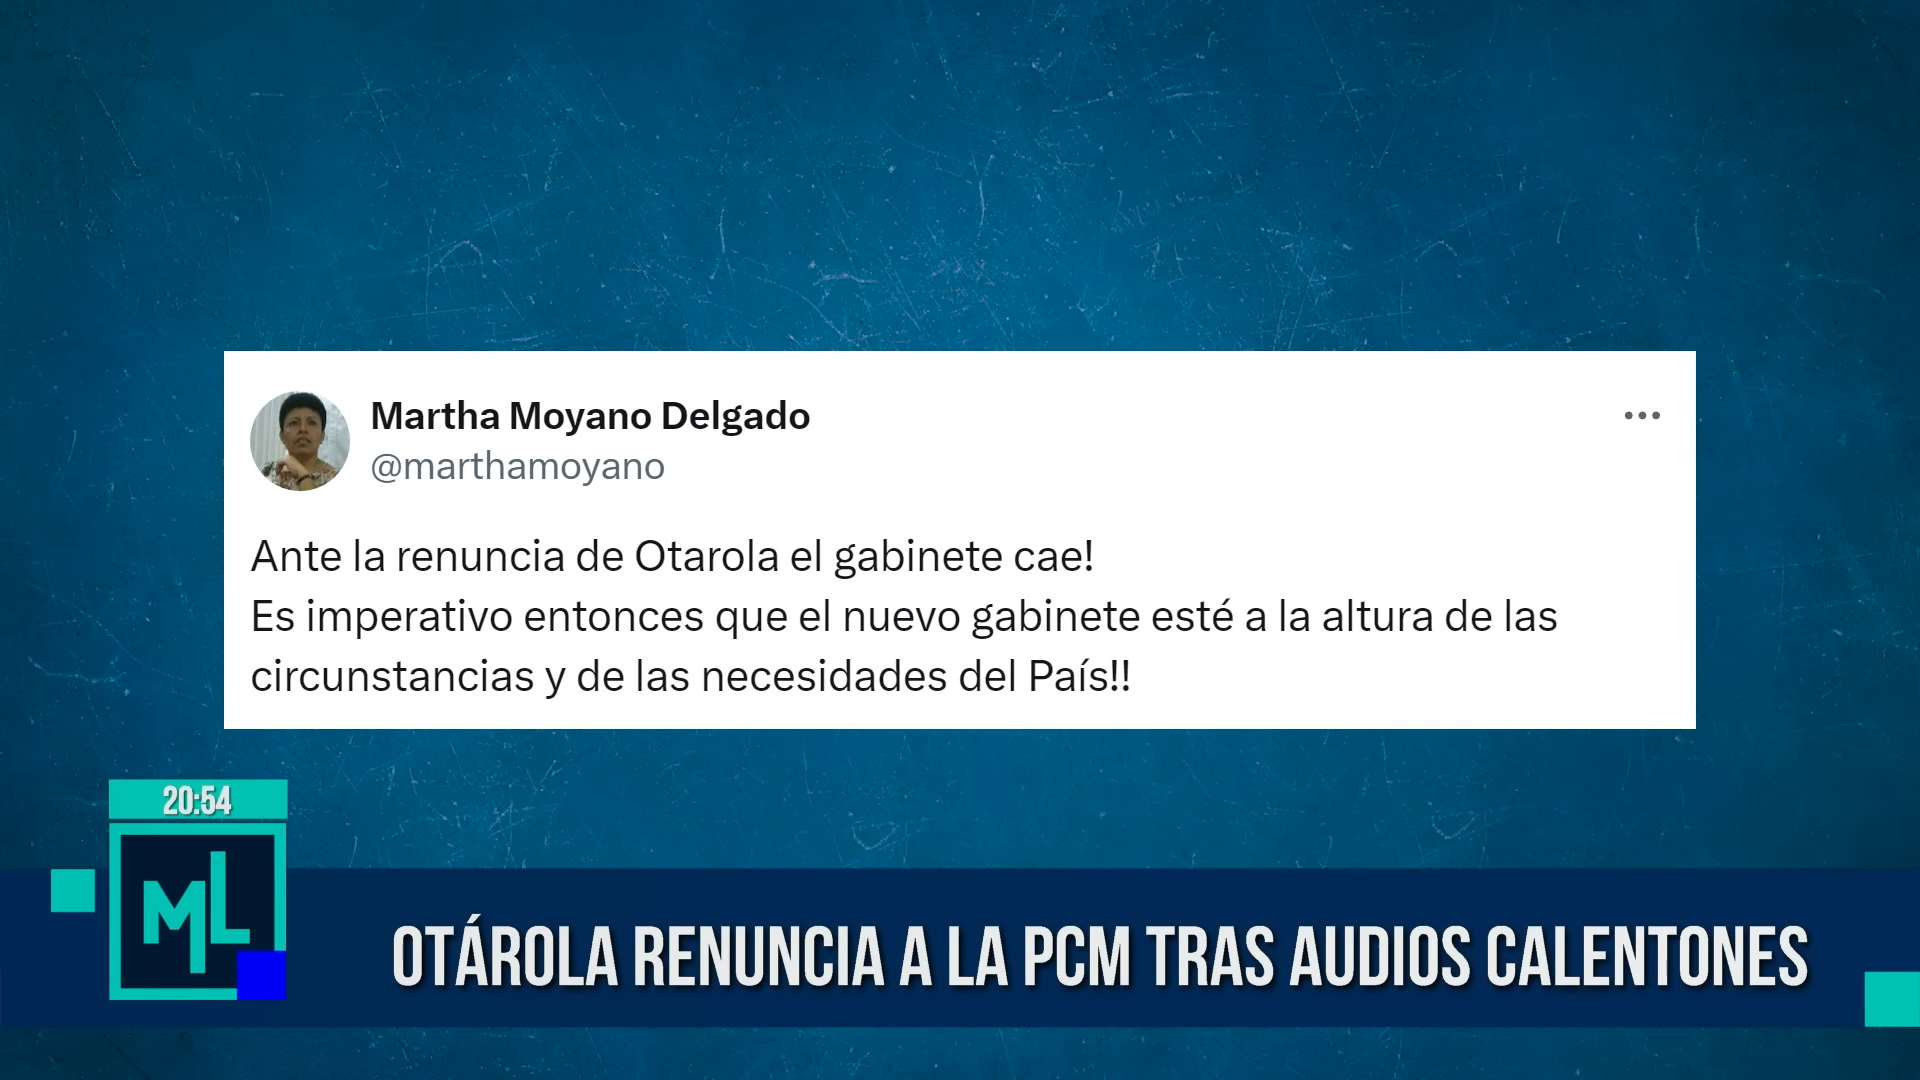 Martha Moyano Delgado
@marthamoyano
Ante la renuncia de Otarola el gabinete cae!
Es imperativo entonces que el nuevo gabinete esté a la altura de las
circunstancias y de las necesidades del País!!
20:54
ML
OTÁROLA RENUNCIA A LA PCM TRAS AUDIOS CALENTONES